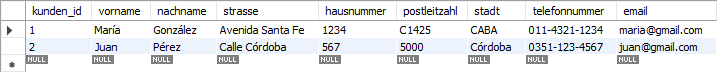 kunden_id vorname nachname strasse hausnummer postleitzahl stadt telefonnummer email
1 María González Avenida Santa Fe 1234 C1425 CABA 011-4321-1234 maria@gmail.com
2 Juan Pérez Calle Córdoba 567 5000 Córdoba 0351-123-4567 juan@gmail.com
NULL NULL NULL NULL NULL NULL NULL NULL NULL